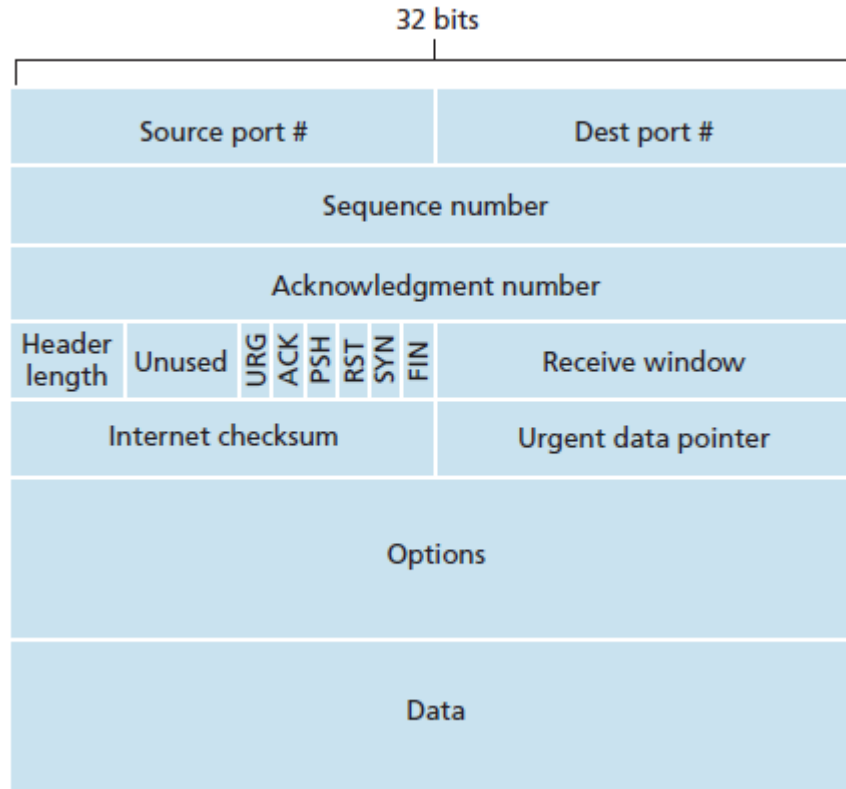 32 bits
Source port #
Dest port #
Sequence number
Acknowledgment number
Header
length
Unused
URG
ACK
PSH
RST
SYN
FIN
Receive window
Internet checksum
Urgent data pointer
Options
Data